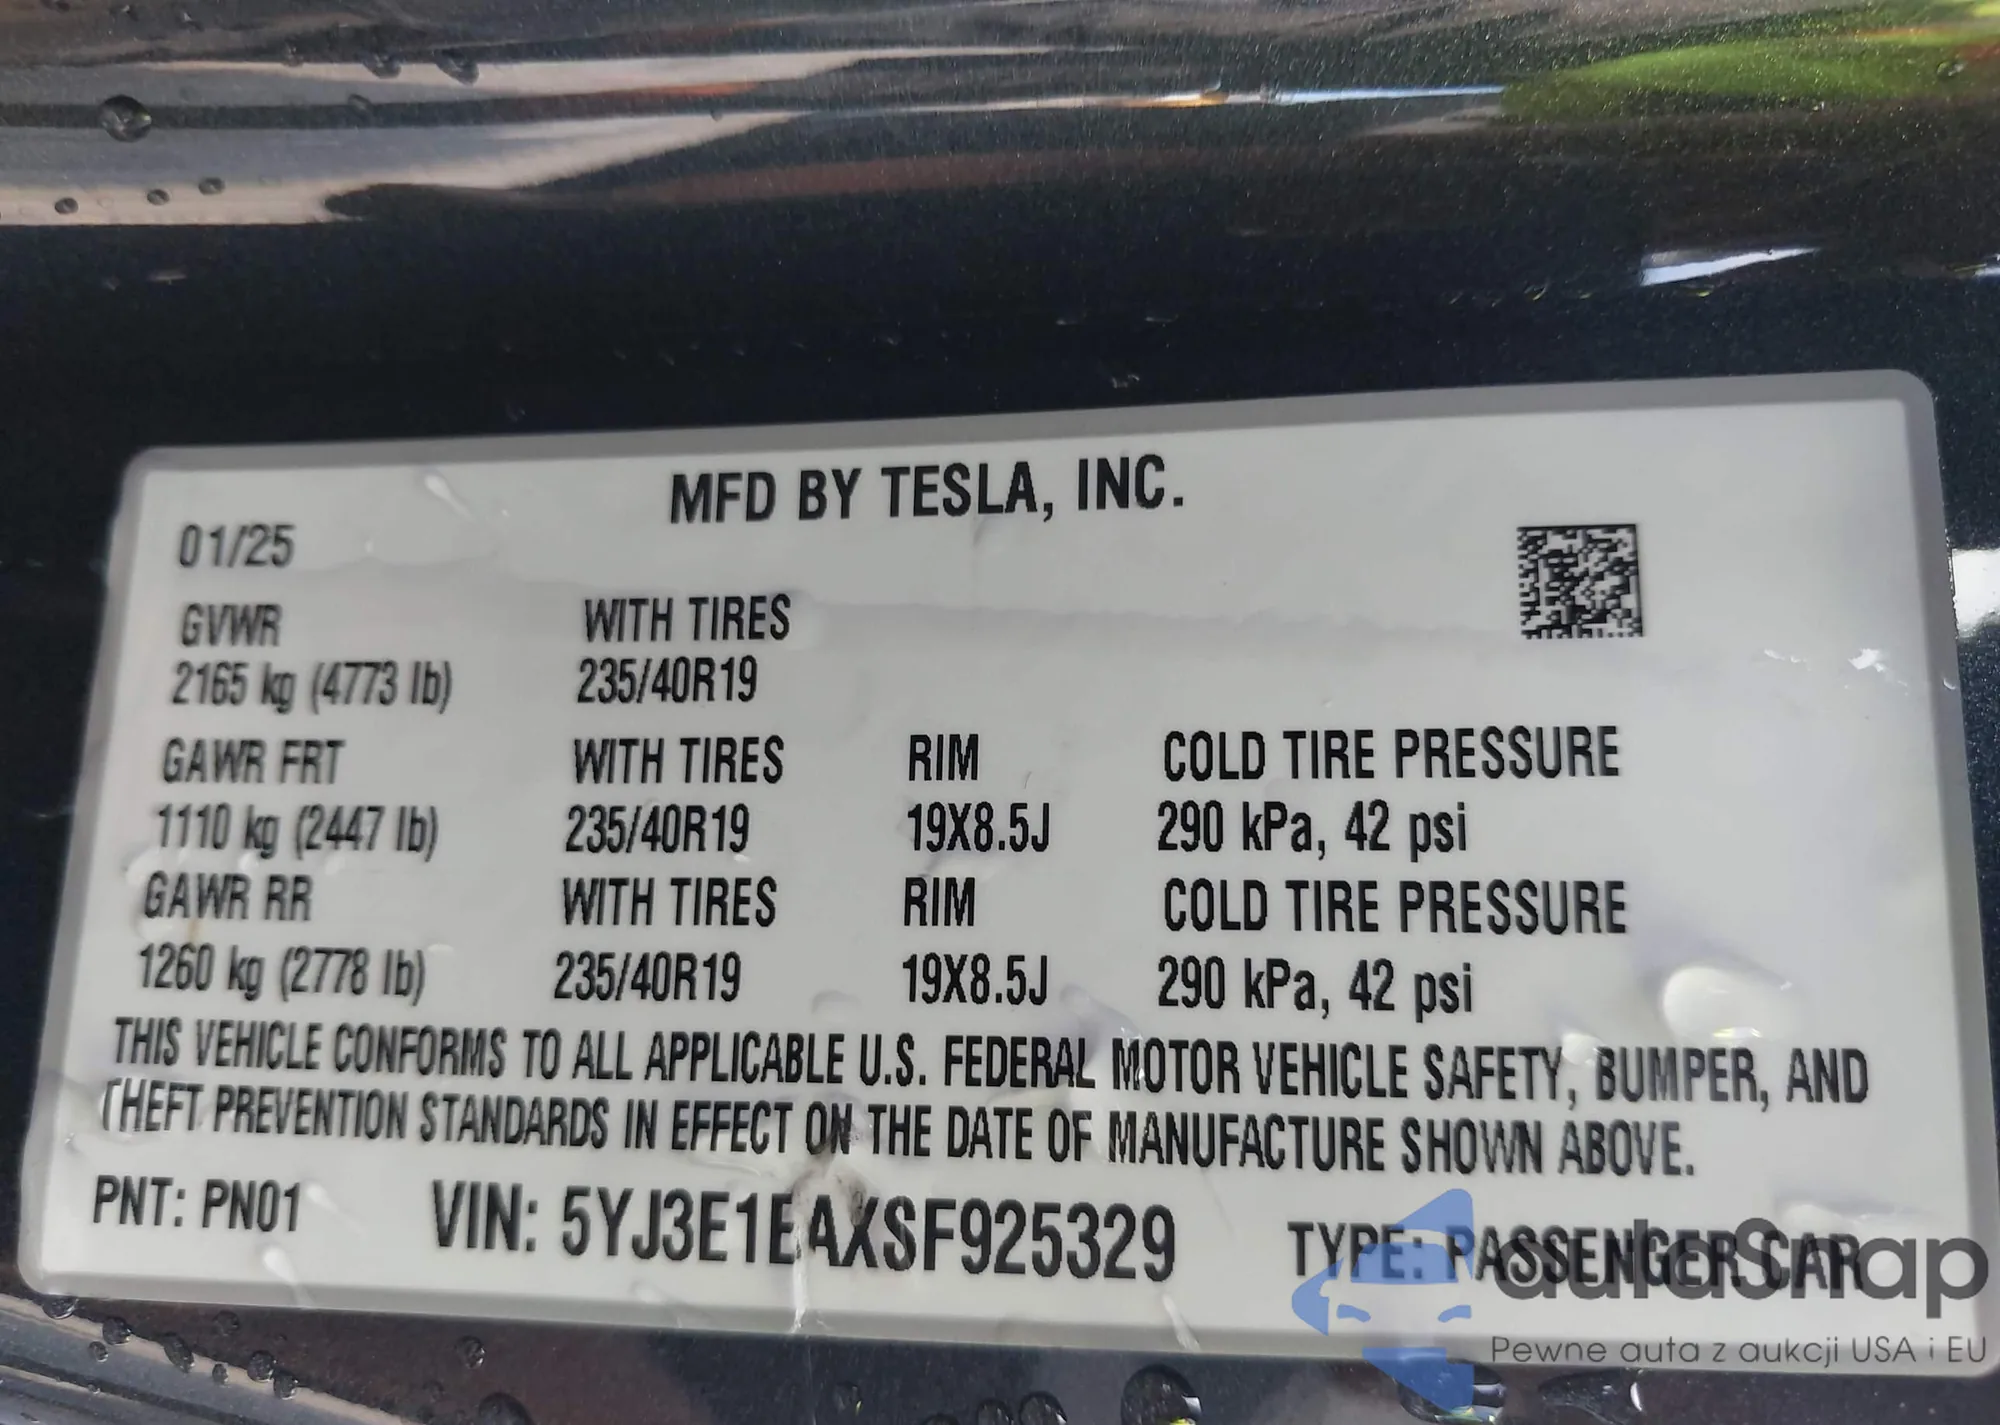 MFD BY TESLA, INC.
01/25
GVWR WITH TIRES
2165 kg (4773 lb) 235/40R19
GAWR FRT WITH TIRES RIM COLD TIRE PRESSURE
1110 kg (2447 lb) 235/40R19 19X8.5J 290 kPa, 42 psi
GAWR RR WITH TIRES RIM COLD TIRE PRESSURE
1260 kg (2778 lb) 235/40R19 19X8.5J 290 kPa, 42 psi
THIS VEHICLE CONFORMS TO ALL APPLICABLE U.S. FEDERAL MOTOR VEHICLE SAFETY, BUMPER, AND
THEFT PREVENTION STANDARDS IN EFFECT ON THE DATE OF MANUFACTURE SHOWN ABOVE.
PNT: PN01 VIN: 5YJ3E1EAXSF925329 TYPE: PASSENGER CAR
autoSnap
Pewne auta z aukcji USA i EU